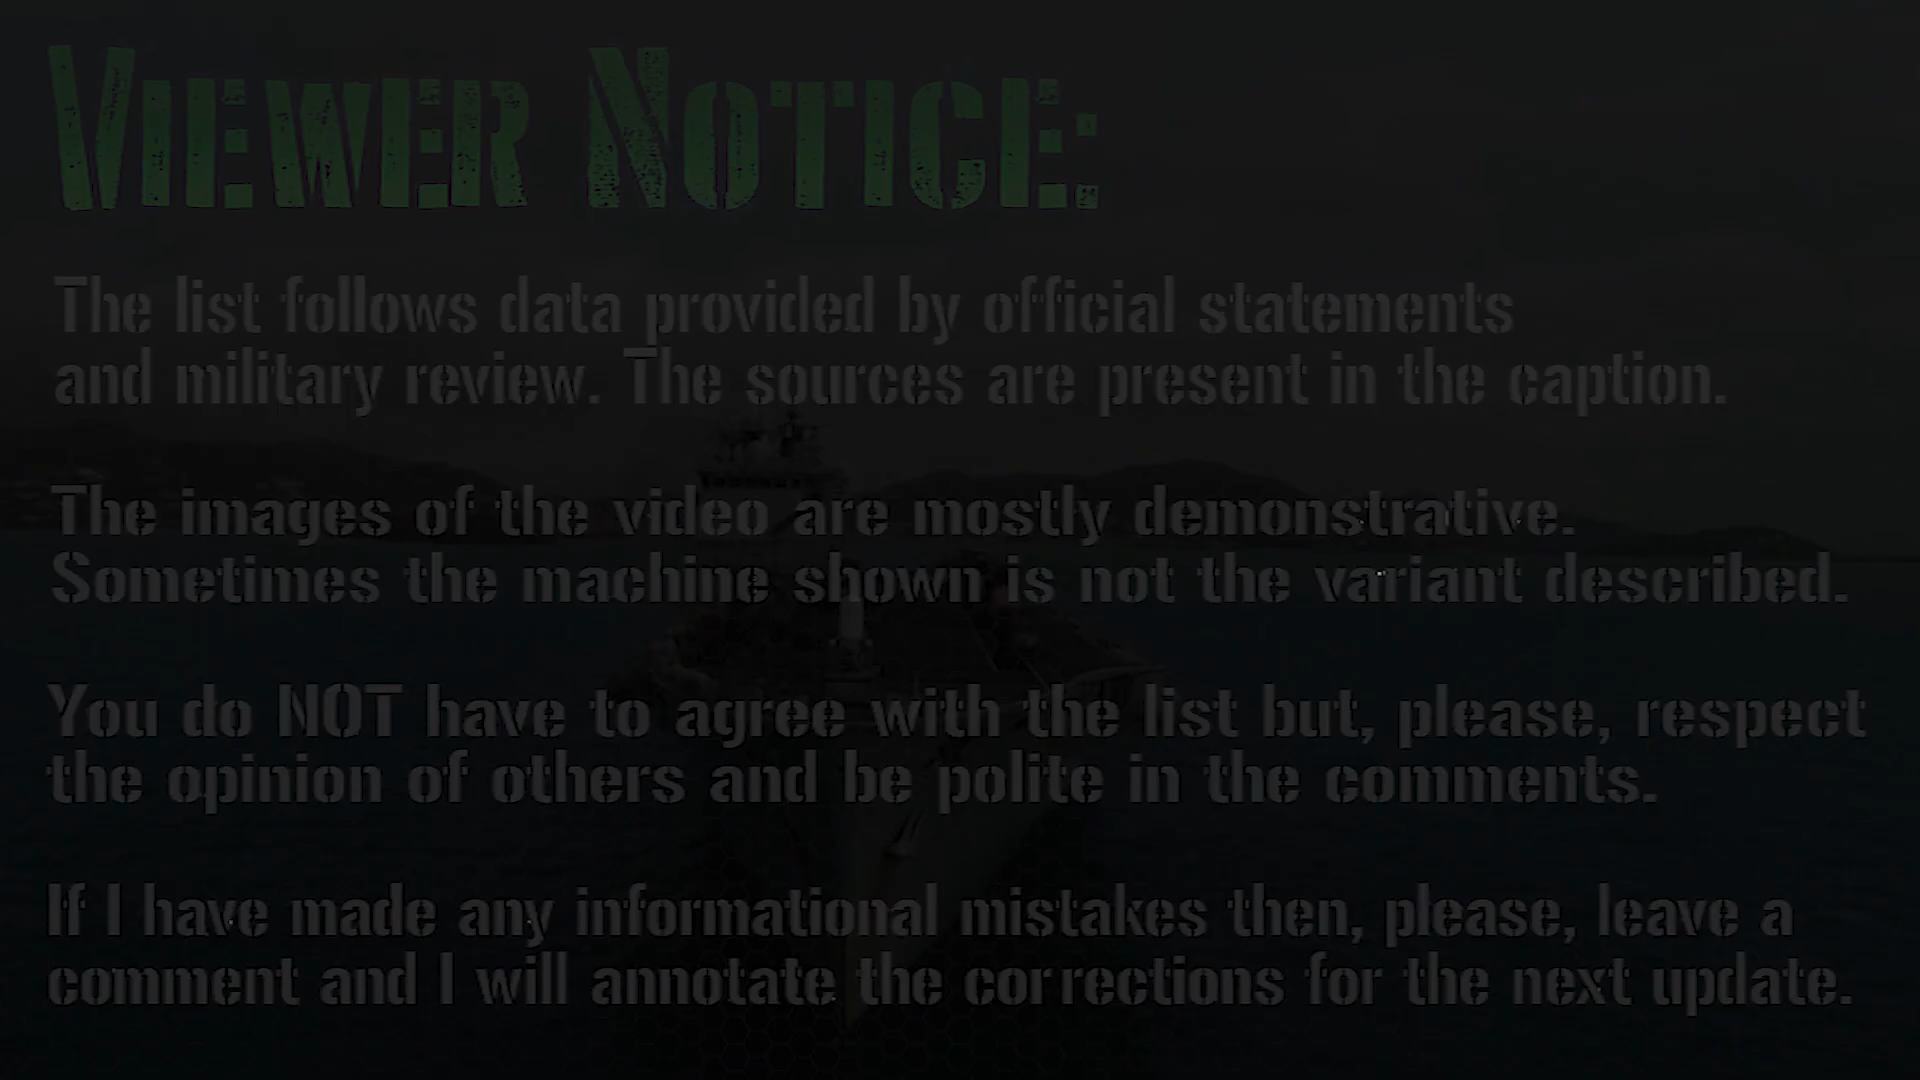 Viewer Notice:
The list follows data provided by official statements
and military review. The sources are present in the caption.
The images of the video are mostly demonstrative.
Sometimes the machine shown is not the variant described.
You do NOT have to agree with the list but, please, respect
the opinion of others and be polite in the comments.
If I have made any informational mistakes then, please, leave a
comment and I will annotate the corrections for the next update.